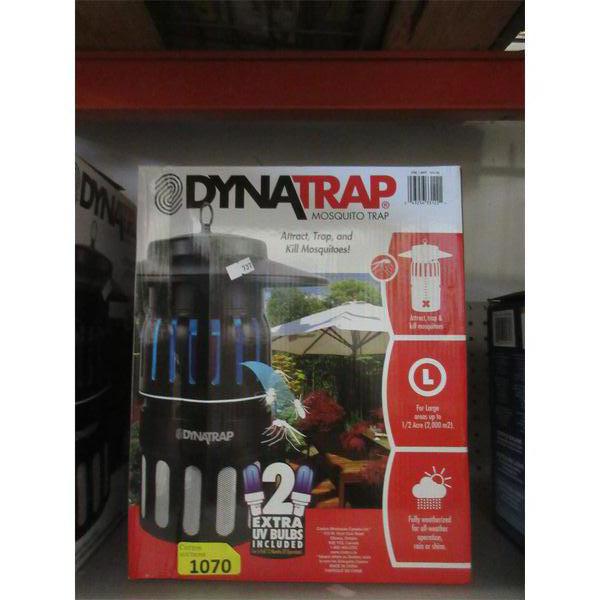 DYNATRAP®
MOSQUITO TRAP
Attract, Trap, and
Kill Mosquitoes!
337
Attract, trap &
kill mosquitoes
L
For Large
areas up to
1/2 Acre (2,000 m2).
DYNATRAP
2
EXTRA
UV BULBS
INCLUDED
Fully weatherized
for all-weather
operation,
rain or shine.
1070